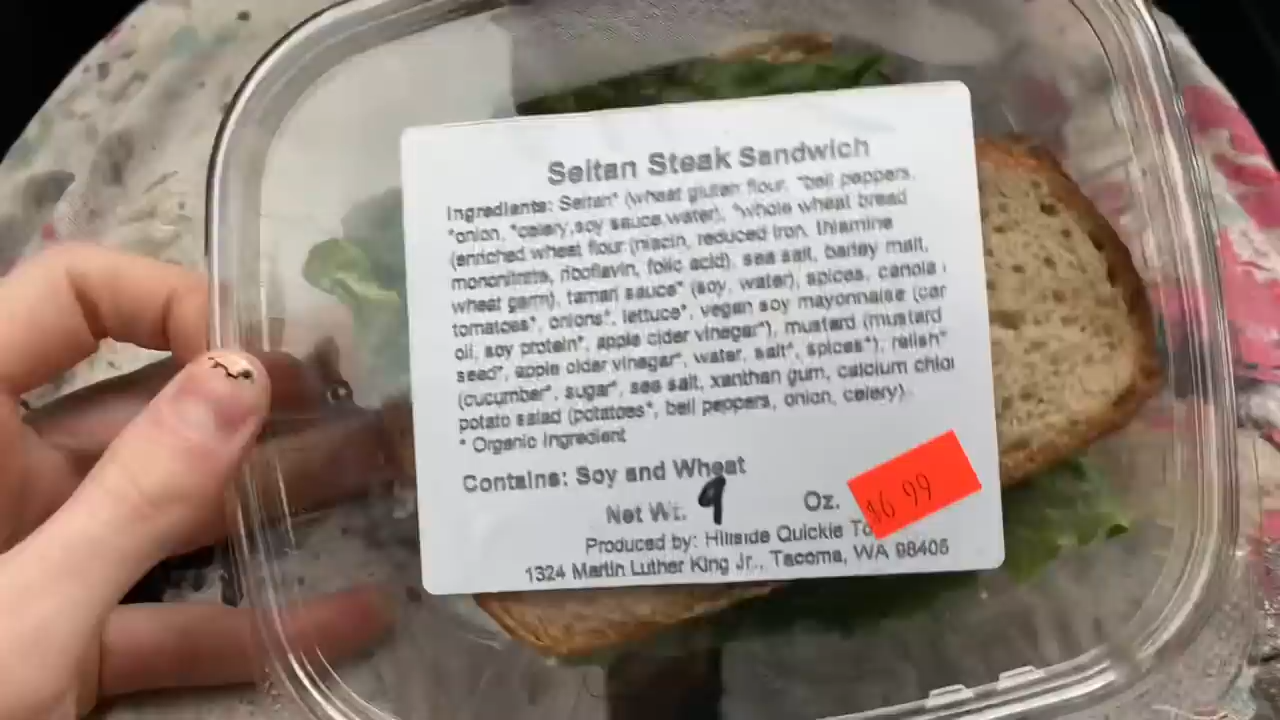 Seitan Steak Sandwich
Ingredients: Seitan* (wheat gluten flour, *bell peppers,
*onion, *celery,soy sauce,water), *whole wheat bread
(enriched wheat flour (niacin, reduced iron, thiamine
mononitrate, riboflavin, folic acid), sea salt, barley malt,
wheat germ), tamari sauce* (soy, water), spices, canola
tomatoes*, onions*, lettuce*, vegan soy mayonnaise (can
oil, soy protein*, apple cider vinegar*), mustard (mustard
seed*, apple cider vinegar*, water, salt*, spices*), relish*
(cucumber*, sugar*, sea salt, xanthan gum, calcium chlo
potato salad (potatoes*, bell peppers, onion, celery).
* Organic Ingredient
Contains: Soy and Wheat
Net Wt. 9 Oz.
$6.99
Produced by: Hillside Quickie To
1324 Martin Luther King Jr., Tacoma, WA 98405